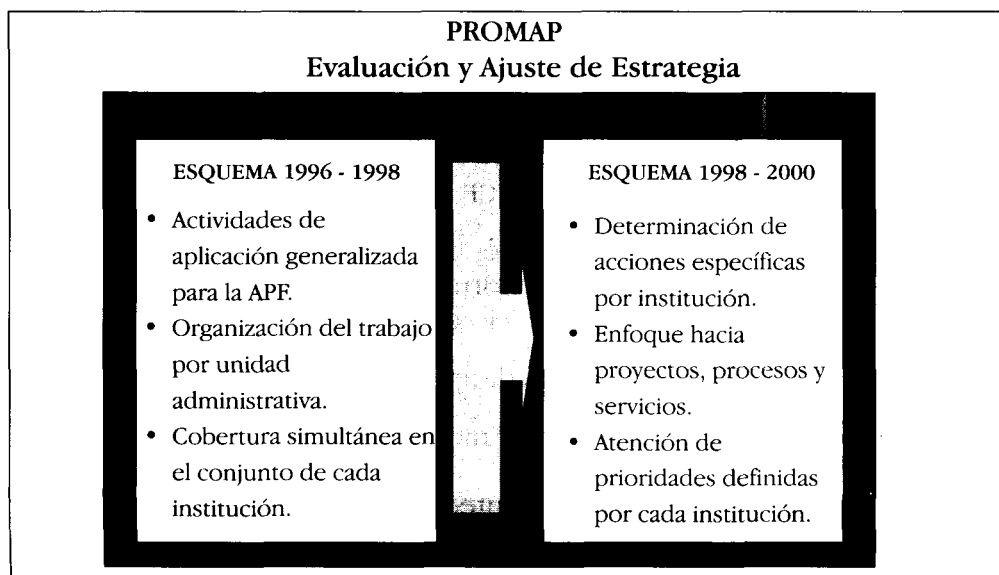 PROMAP
Evaluación y Ajuste de Estrategia
ESQUEMA 1996 - 1998
• Actividades de
aplicación generalizada
para la APF.
• Organización del trabajo
por unidad
administrativa.
• Cobertura simultánea en
el conjunto de cada
institución.
ESQUEMA 1998 - 2000
• Determinación de
acciones específicas
por institución.
• Enfoque hacia
proyectos, procesos y
servicios.
• Atención de
prioridades definidas
por cada institución.